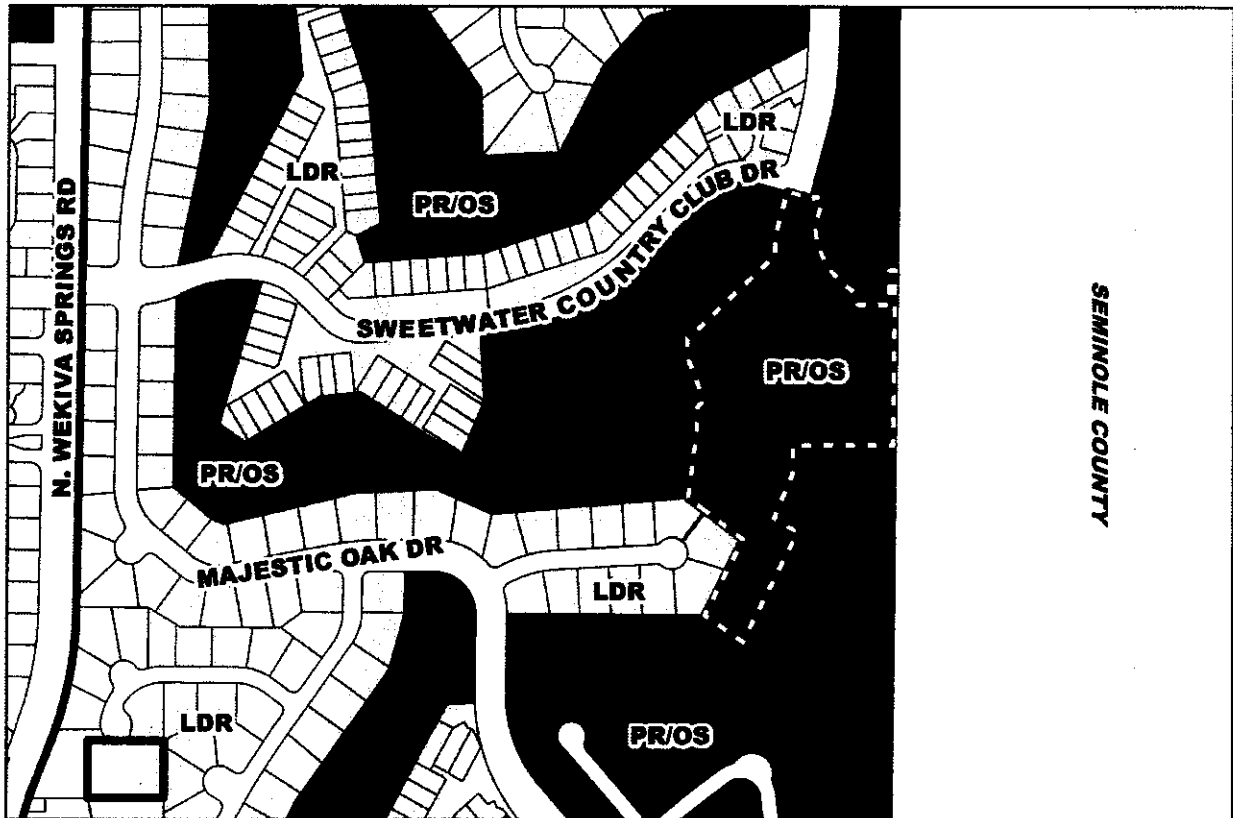 LDR
LDR
PR/OS
N. WEKIVA SPRINGS RD
SWEETWATER COUNTRY CLUB DR
PR/OS
SEMINOLE COUNTY
PR/OS
MAJESTIC OAK DR
LDR
LDR
PR/OS